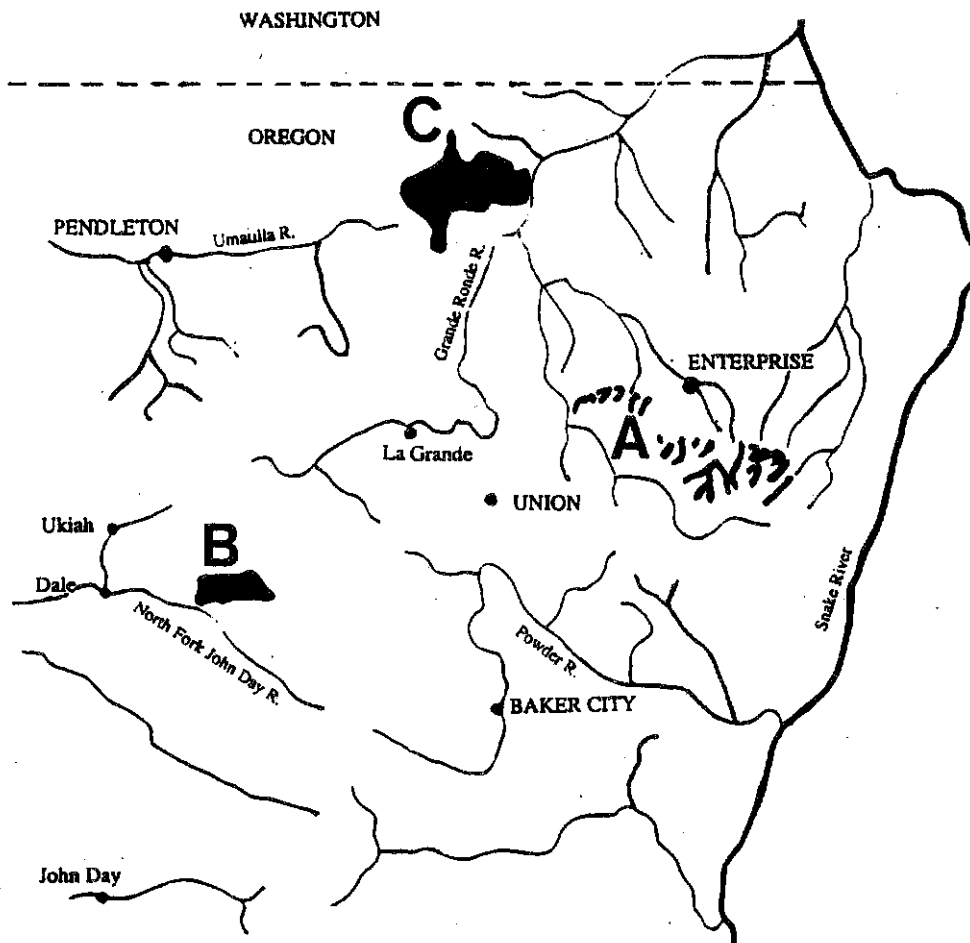 WASHINGTON
OREGON
C
PENDLETON
Umaulla R.
Grande Ronde R.
ENTERPRISE
A
La Grande
UNION
Ukiah
B
Dale
North Fork John Day R.
Snake River
Powder R.
BAKER CITY
John Day